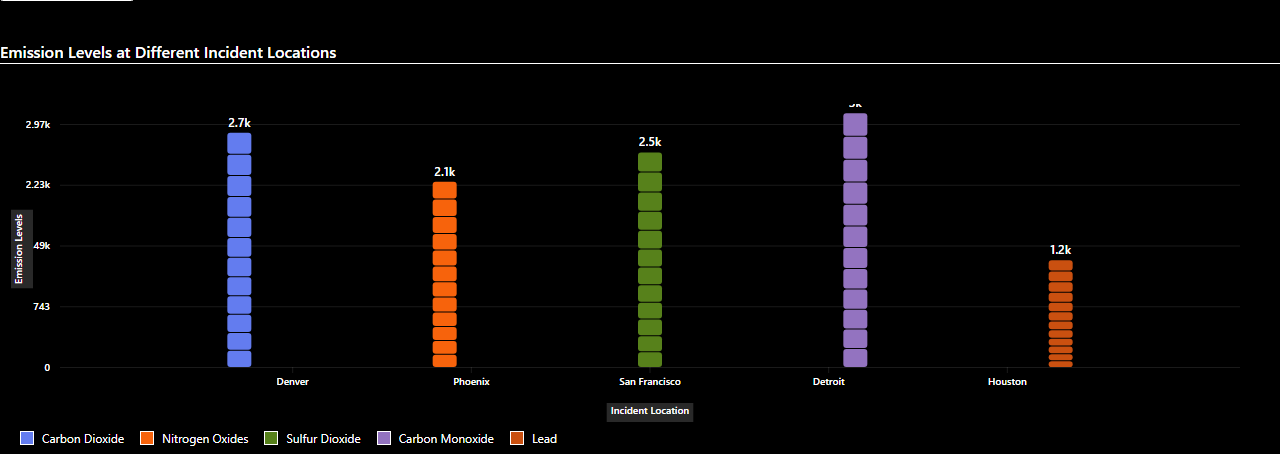 Emission Levels at Different Incident Locations
2.97k
2.23k
49k
743
0
Emission Levels
2.7k
2.1k
2.5k
1.2k
Denver
Phoenix
San Francisco
Detroit
Houston
Incident Location
Carbon Dioxide
Nitrogen Oxides
Sulfur Dioxide
Carbon Monoxide
Lead